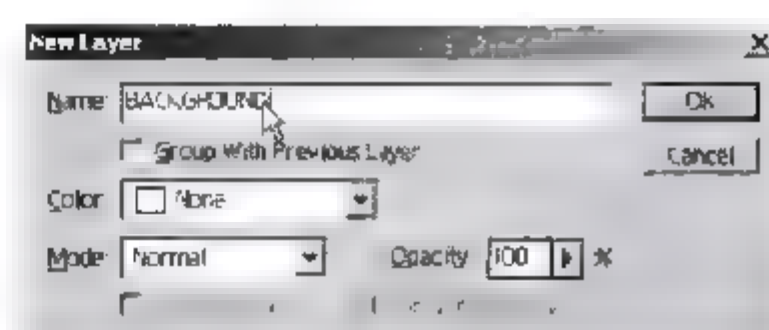 New Layer
Name: BACKGROUND OK
Group With Previous Layer Cancel
Color: None
Mode: Normal Opacity: 100 %